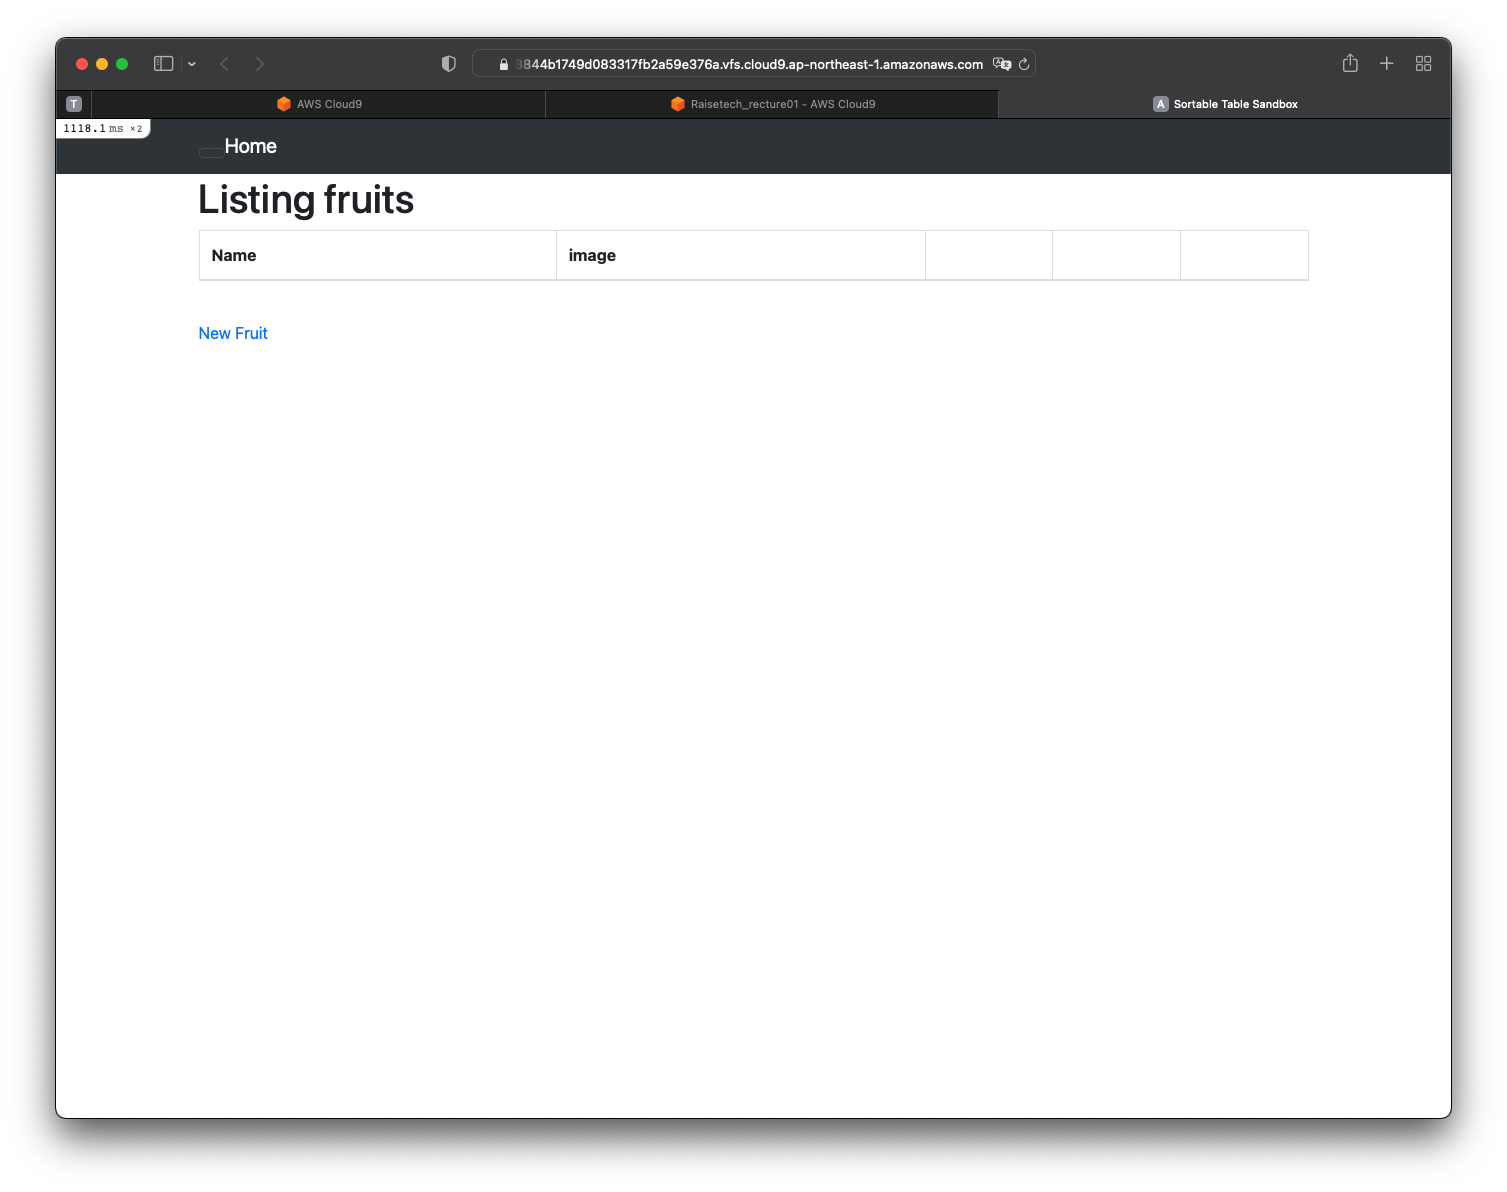 8844b1749d083317fb2a59e376a.vfs.cloud9.ap-northeast-1.amazonaws.com
T
AWS Cloud9
Raisetech_recture01 - AWS Cloud9
A Sortable Table Sandbox
1118.1 ms ×2
Home
Listing fruits
Name image
New Fruit